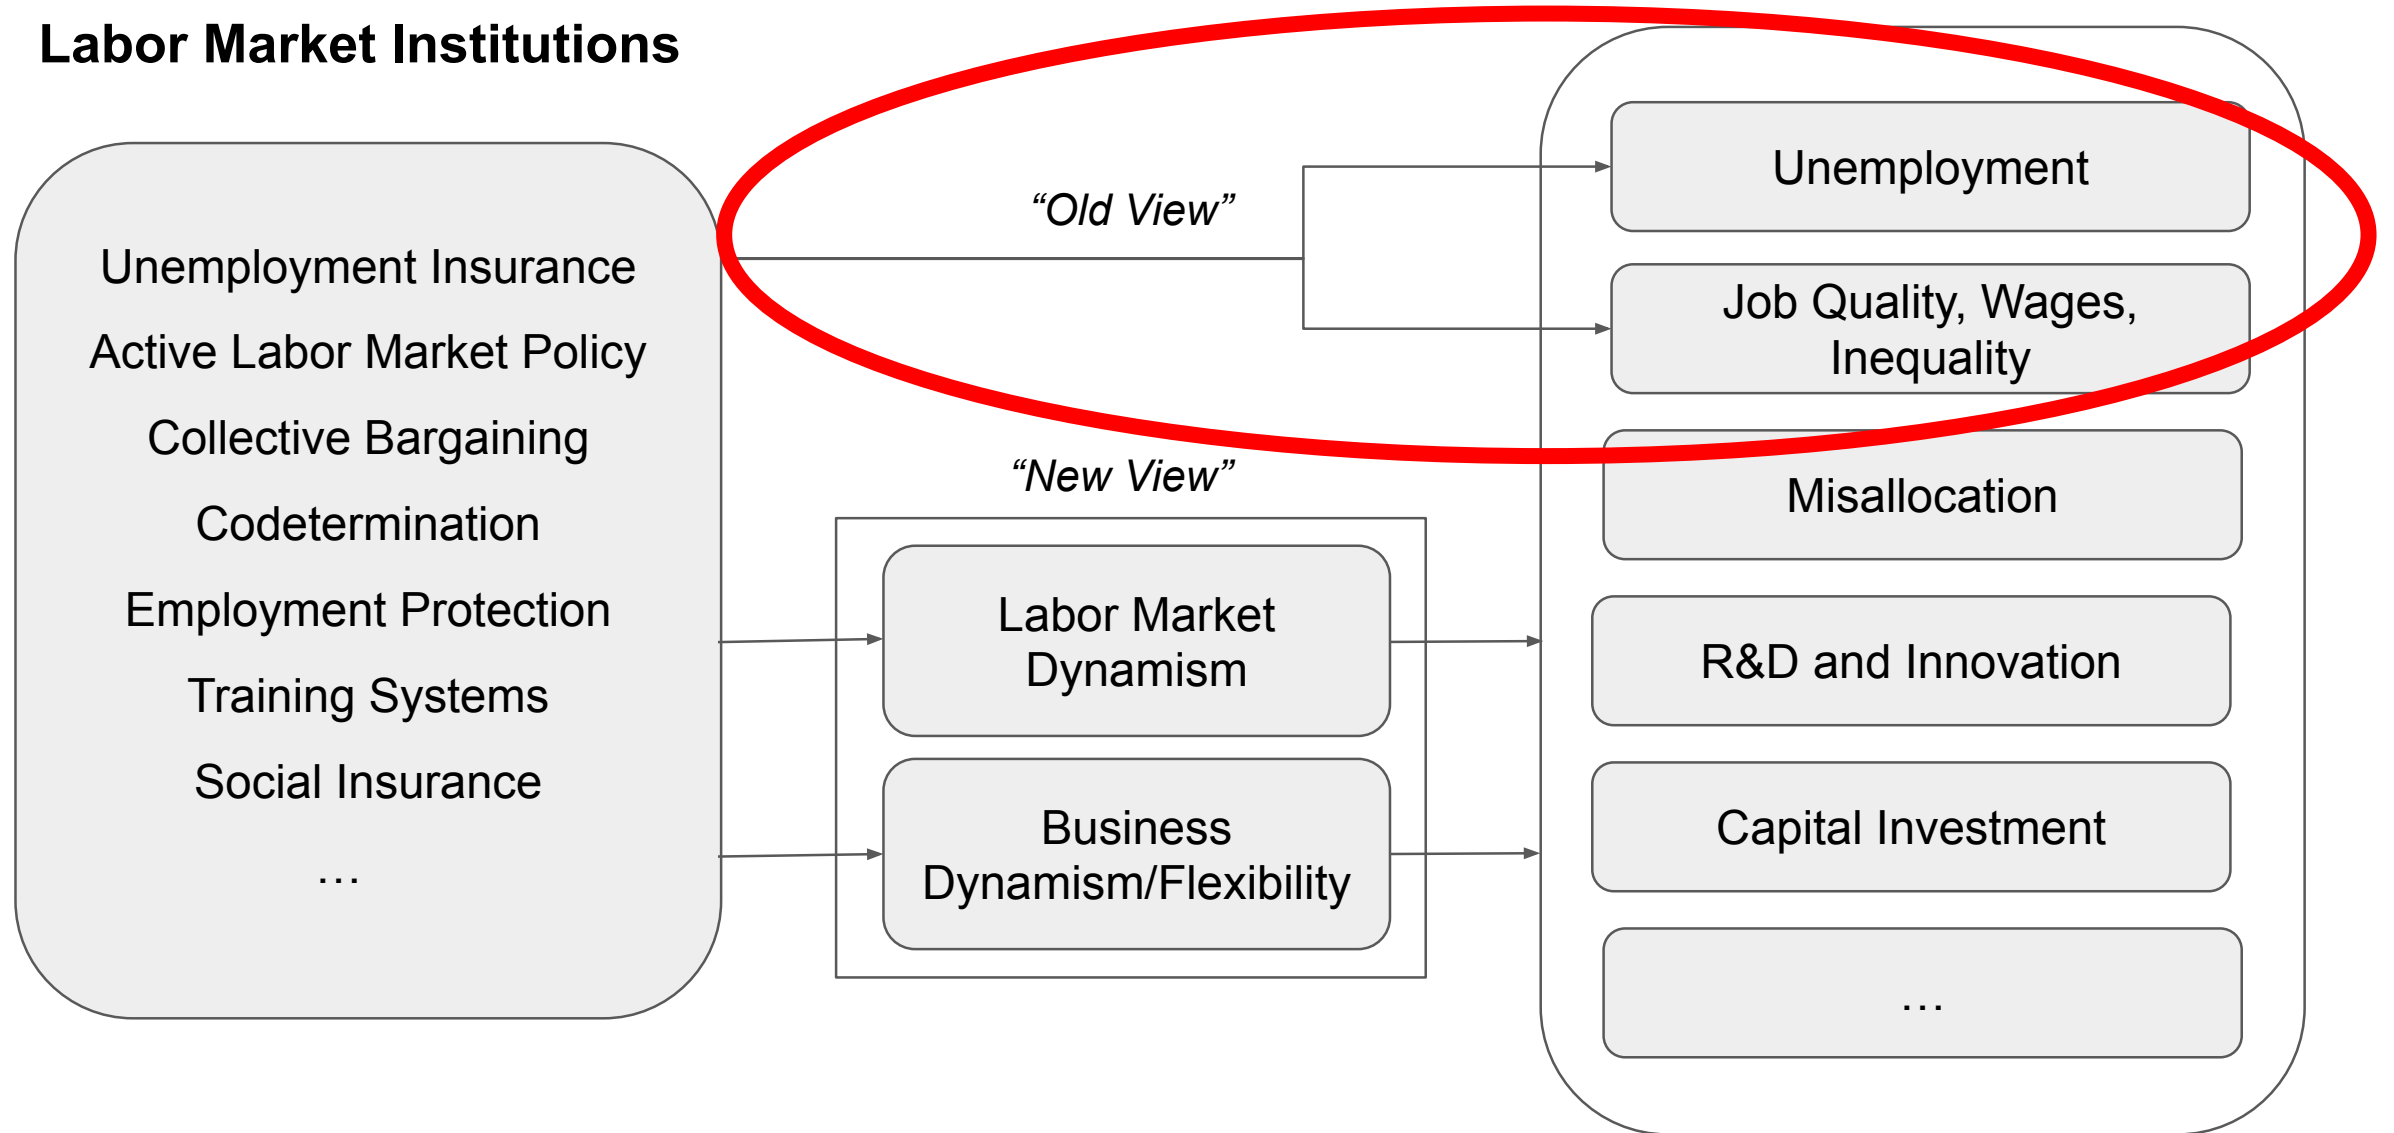 Labor Market Institutions
Unemployment Insurance
Active Labor Market Policy
Collective Bargaining
Codetermination
Employment Protection
Training Systems
Social Insurance
…
“Old View”
“New View”
Labor Market
Dynamism
Business
Dynamism/Flexibility
Unemployment
Job Quality, Wages,
Inequality
Misallocation
R&D and Innovation
Capital Investment
…